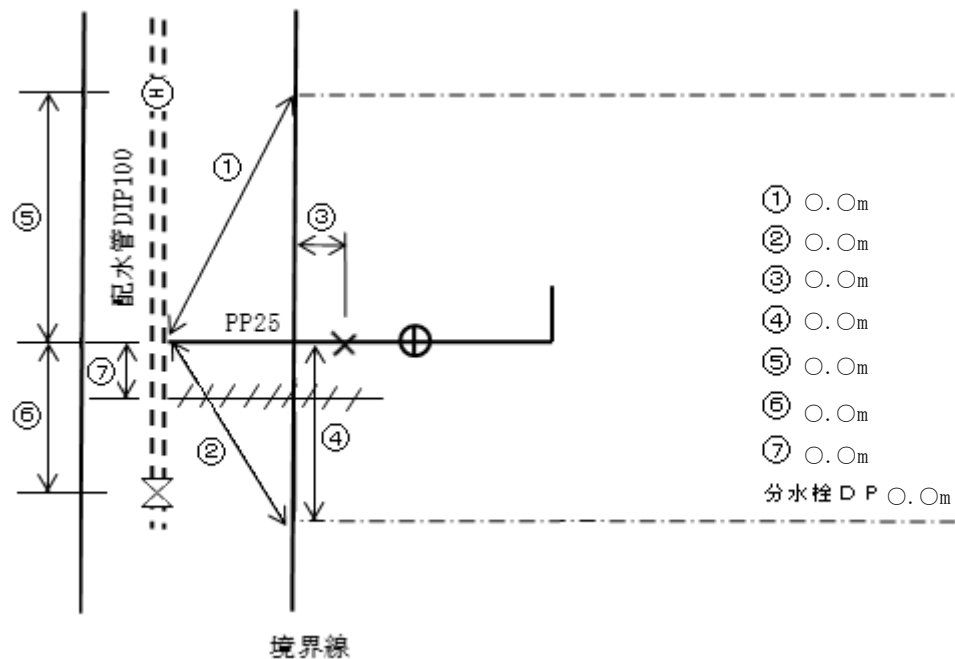 H
①
③
⑤
配水管DIP100
PP25
⑦
⑥
②
④
① ○.○m
② ○.○m
③ ○.○m
④ ○.○m
⑤ ○.○m
⑥ ○.○m
⑦ ○.○m
分水栓DP ○.○m
境界線